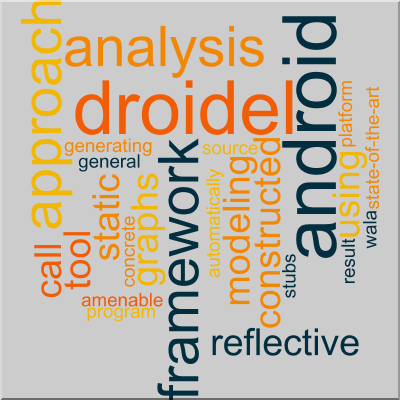 approach
analysis
droidel
android
generating
general
source
platform
state-of-the-art
framework
static
graphs
concrete
automatically
modeling
constructed
using
wala
result
stubs
call
tool
amenable
program
reflective